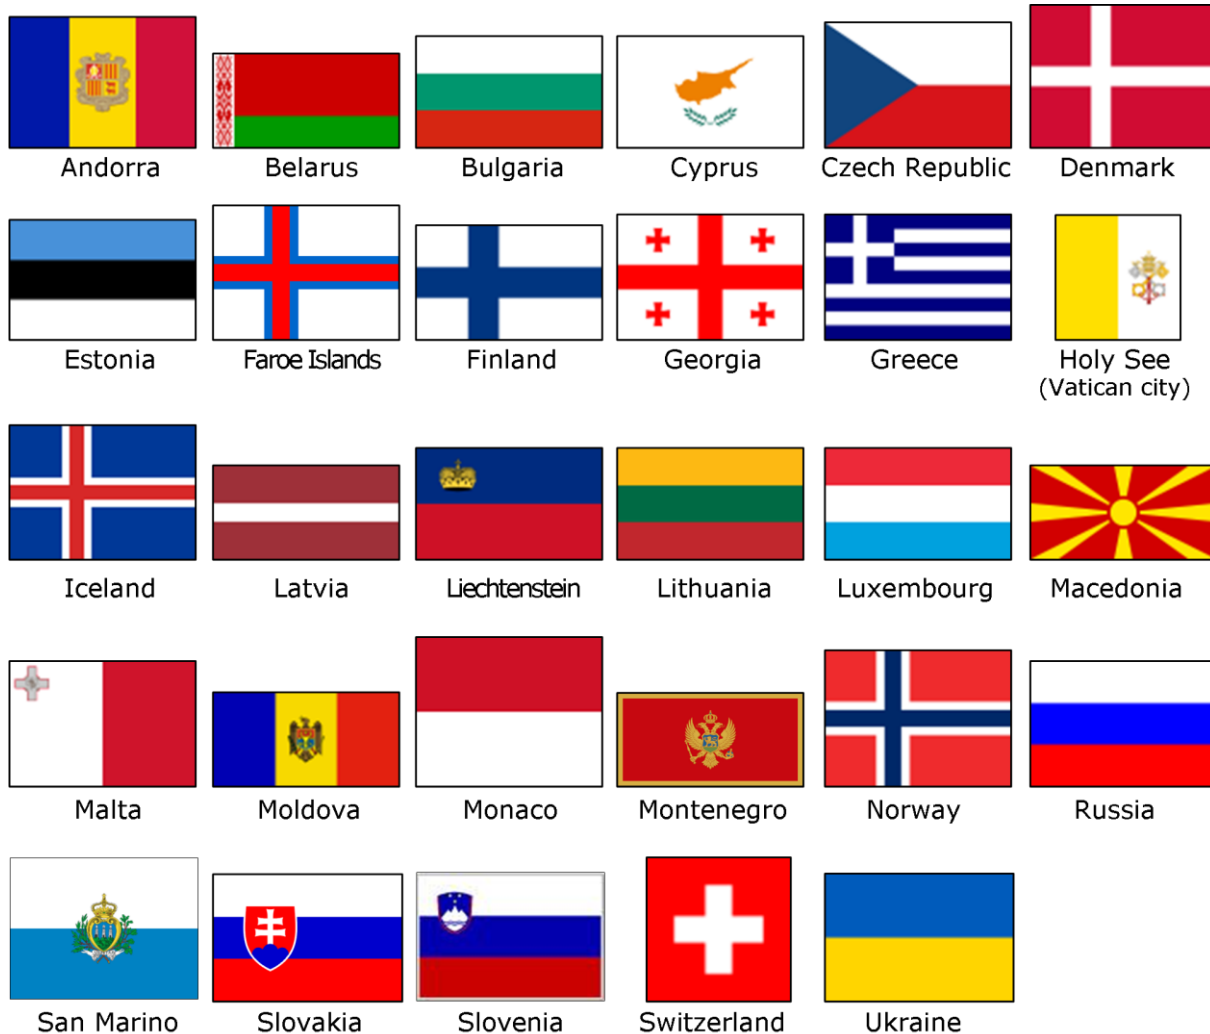 Andorra Belarus Bulgaria Cyprus Czech Republic Denmark
Estonia Faroe Islands Finland Georgia Greece Holy See
(Vatican city)
Iceland Latvia Liechtenstein Lithuania Luxembourg Macedonia
Malta Moldova Monaco Montenegro Norway Russia
San Marino Slovakia Slovenia Switzerland Ukraine